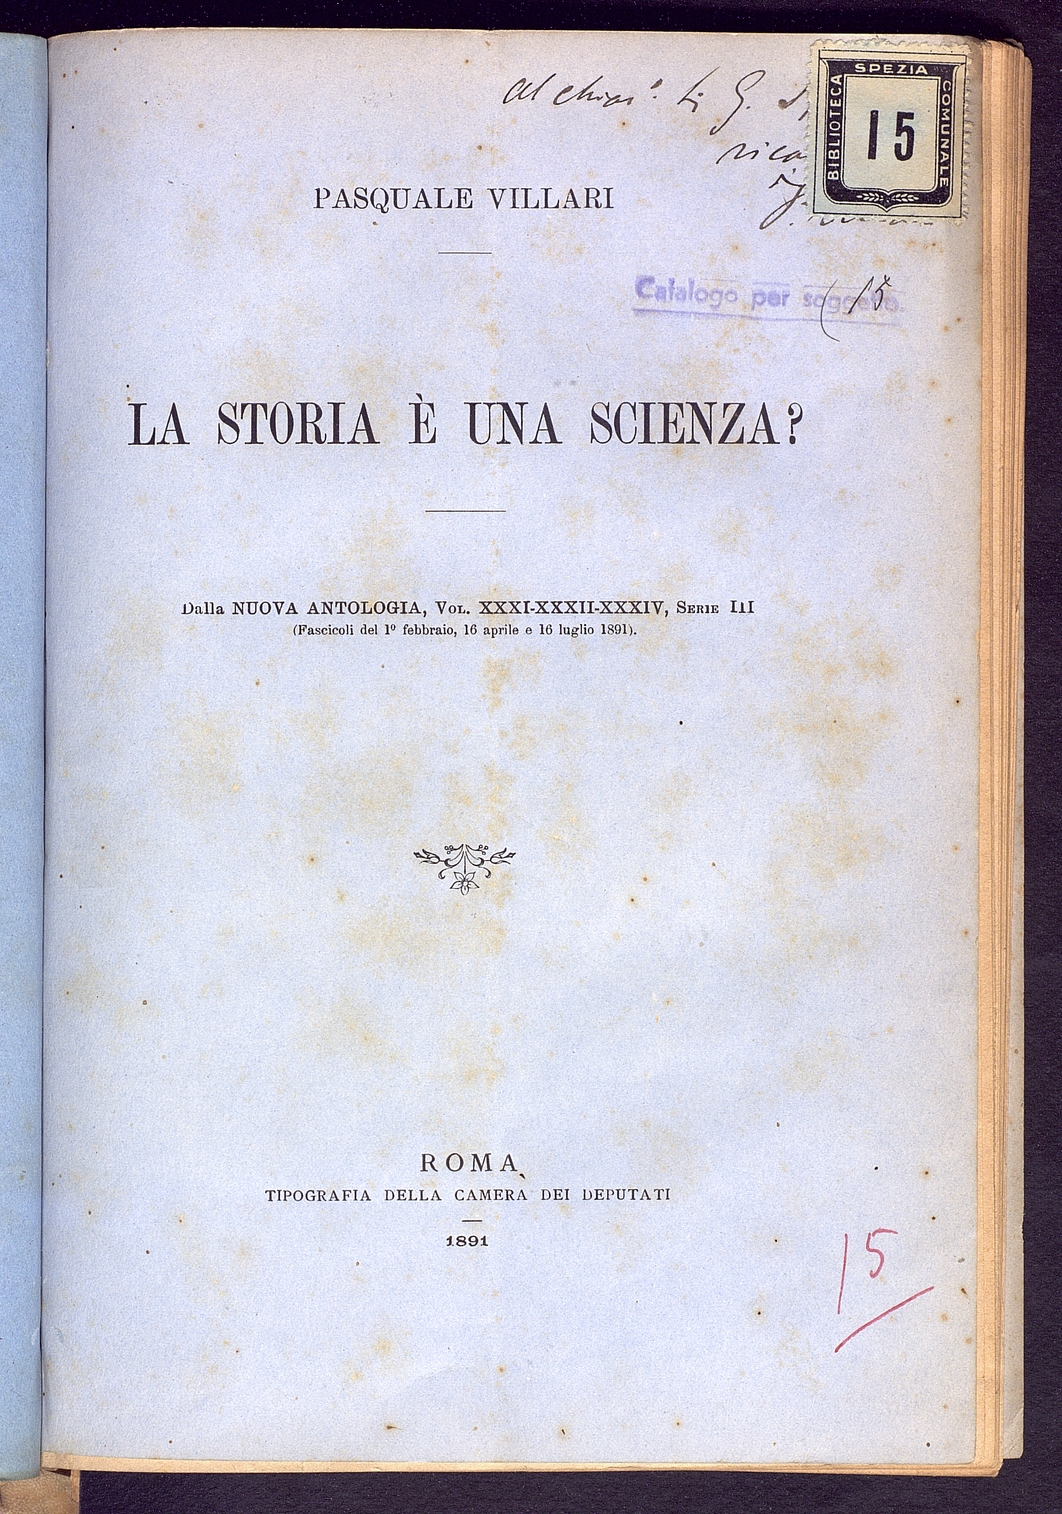 Al chiar.º
PASQUALE VILLARI
BIBLIOTECA SPEZIA COMUNALE
15
Catalogo per soggetto.
15
LA STORIA È UNA SCIENZA?
Dalla NUOVA ANTOLOGIA, VOL. XXXI-XXXII-XXXIV, SERIE III
(Fascicoli del 1º febbraio, 16 aprile e 16 luglio 1891).
ROMA
TIPOGRAFIA DELLA CAMERA DEI DEPUTATI
1891
15